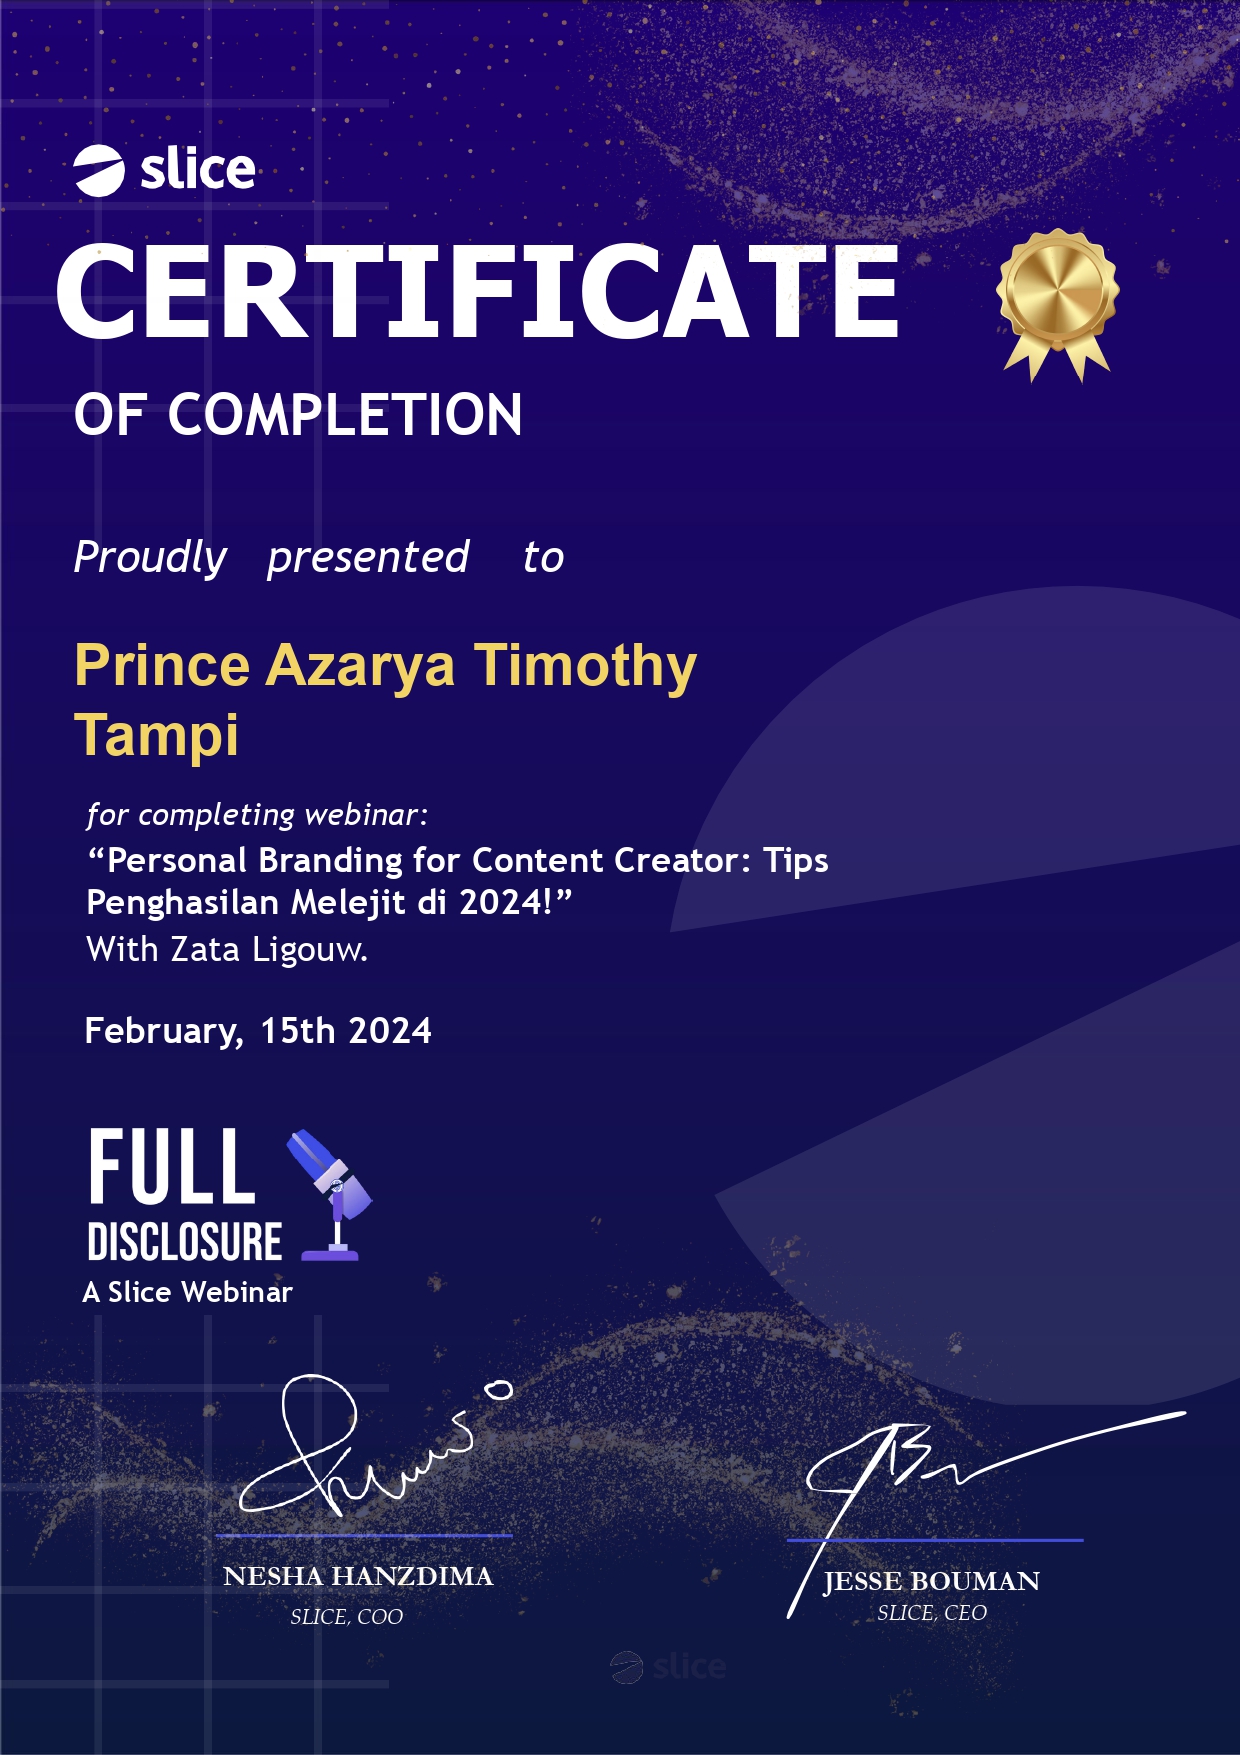 slice
CERTIFICATE
OF COMPLETION
Proudly presented to
Prince Azarya Timothy
Tampi
for completing webinar:
“Personal Branding for Content Creator: Tips
Penghasilan Melejit di 2024!”
With Zata Ligouw.
February, 15th 2024
FULL
DISCLOSURE
A Slice Webinar
NESHA HANZDIMA
SLICE, COO
JESSE BOUMAN
SLICE, CEO
slice